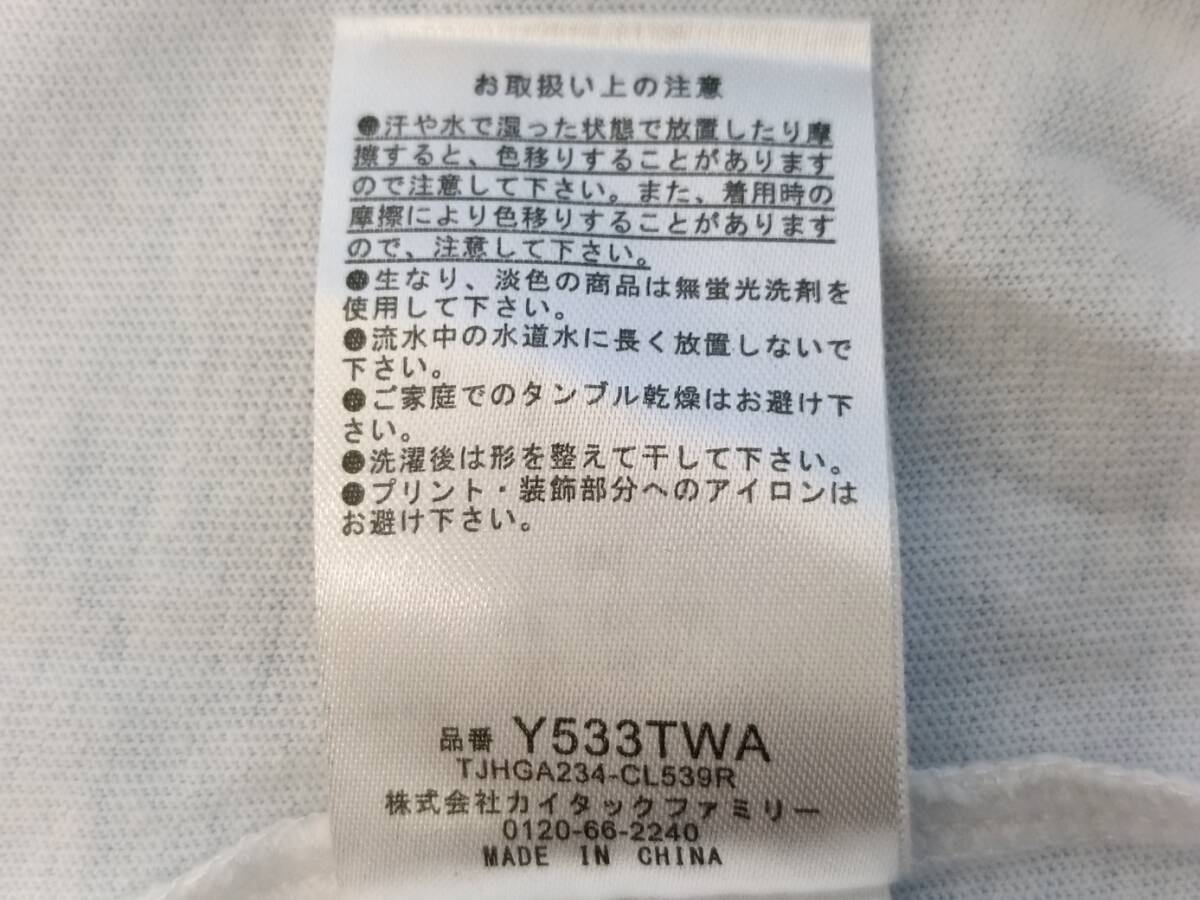 お取扱い上の注意
●汗や水で湿った状態で放置したり摩
擦すると、色移りすることがあります
ので注意して下さい。また、着用時の
摩擦により色移りすることがあります
ので、注意して下さい。
●生なり、淡色の商品は無蛍光洗剤を
使用して下さい。
●流水中の水道水に長く放置しないで
下さい。
●ご家庭でのタンブル乾燥はお避け下
さい。
●洗濯後は形を整えて干して下さい。
●プリント・装飾部分へのアイロンは
お避け下さい。
品番 Y533TWA
TJHGA234-CL539R
株式会社カイタックファミリー
0120-66-2240
MADE IN CHINA